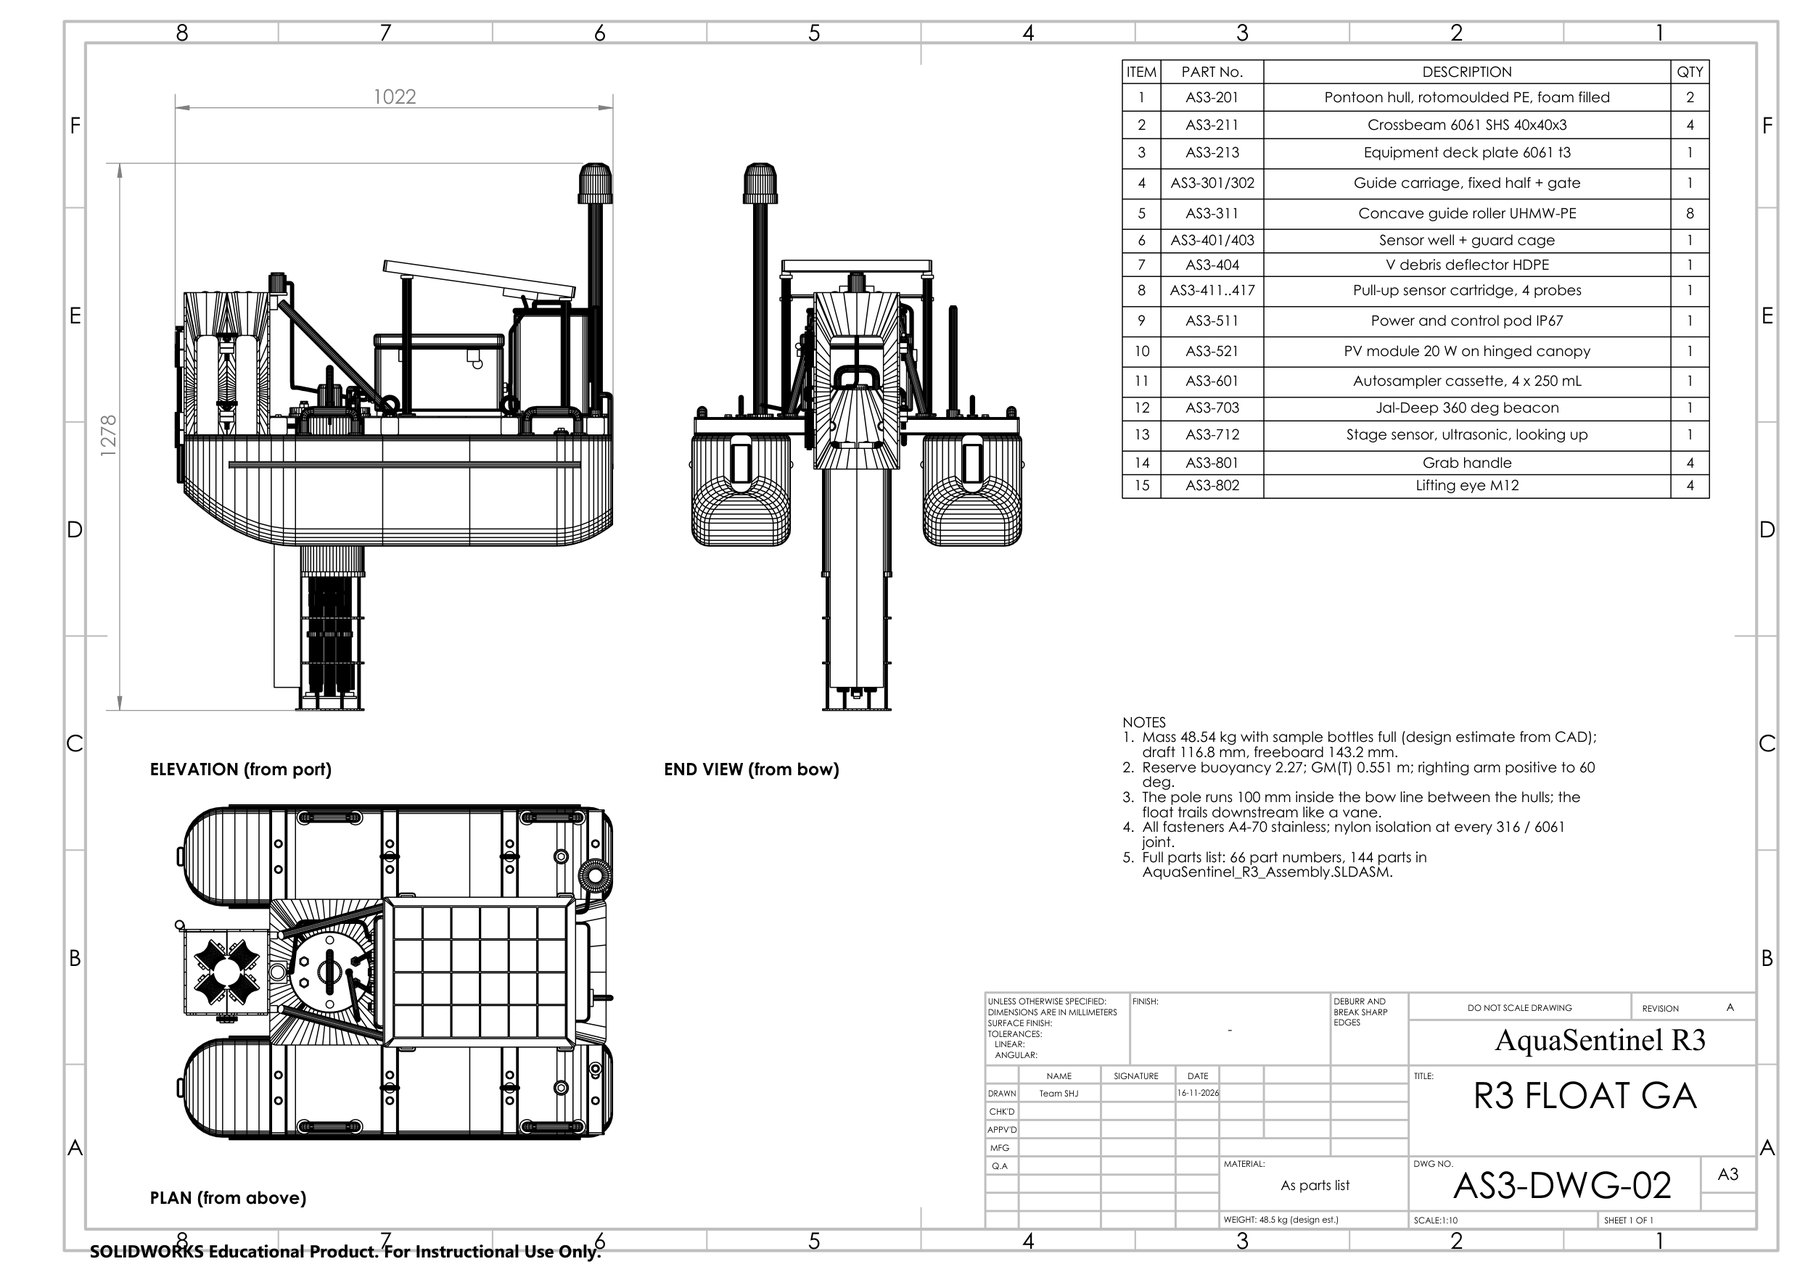 8 7 6 5 4 3 2 1
F
E
D
C
B
A
F
E
D
C
B
A
1022
1278
ITEM PART No. DESCRIPTION QTY
1 AS3-201 Pontoon hull, rotomoulded PE, foam filled 2
2 AS3-211 Crossbeam 6061 SHS 40x40x3 4
3 AS3-213 Equipment deck plate 6061 t3 1
4 AS3-301/302 Guide carriage, fixed half + gate 1
5 AS3-311 Concave guide roller UHMW-PE 8
6 AS3-401/403 Sensor well + guard cage 1
7 AS3-404 V debris deflector HDPE 1
8 AS3-411..417 Pull-up sensor cartridge, 4 probes 1
9 AS3-511 Power and control pod IP67 1
10 AS3-521 PV module 20 W on hinged canopy 1
11 AS3-601 Autosampler cassette, 4 x 250 mL 1
12 AS3-703 Jal-Deep 360 deg beacon 1
13 AS3-712 Stage sensor, ultrasonic, looking up 1
14 AS3-801 Grab handle 4
15 AS3-802 Lifting eye M12 4
ELEVATION (from port)
END VIEW (from bow)
NOTES
1. Mass 48.54 kg with sample bottles full (design estimate from CAD);
draft 116.8 mm, freeboard 143.2 mm.
2. Reserve buoyancy 2.27; GM(T) 0.551 m; righting arm positive to 60
deg.
3. The pole runs 100 mm inside the bow line between the hulls; the
float trails downstream like a vane.
4. All fasteners A4-70 stainless; nylon isolation at every 316 / 6061
joint.
5. Full parts list: 66 part numbers, 144 parts in
AquaSentinel_R3_Assembly.SLDASM.
PLAN (from above)
UNLESS OTHERWISE SPECIFIED:
DIMENSIONS ARE IN MILLIMETERS
SURFACE FINISH:
TOLERANCES:
LINEAR:
ANGULAR:
FINISH:
-
DEBURR AND
BREAK SHARP
EDGES
DO NOT SCALE DRAWING
REVISION A
AquaSentinel R3
NAME SIGNATURE DATE
DRAWN Team SHJ 16-11-2026
CHK'D
APPV'D
MFG
Q.A
TITLE:
R3 FLOAT GA
MATERIAL:
As parts list
DWG NO.
AS3-DWG-02
A3
WEIGHT: 48.5 kg (design est.)
SCALE:1:10
SHEET 1 OF 1
8 7 6 5 4 3 2 1
SOLIDWORKS Educational Product. For Instructional Use Only.